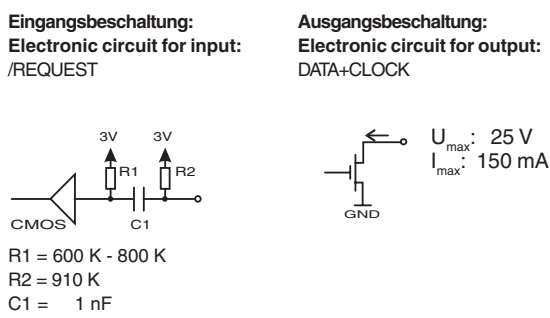 Eingangsbeschaltung:
Electronic circuit for input:
/REQUEST
3V 3V
R1 R2
CMOS C1
R1 = 600 K - 800 K
R2 = 910 K
C1 = 1 nF
Ausgangsbeschaltung:
Electronic circuit for output:
DATA+CLOCK
Umax: 25 V
Imax: 150 mA
GND